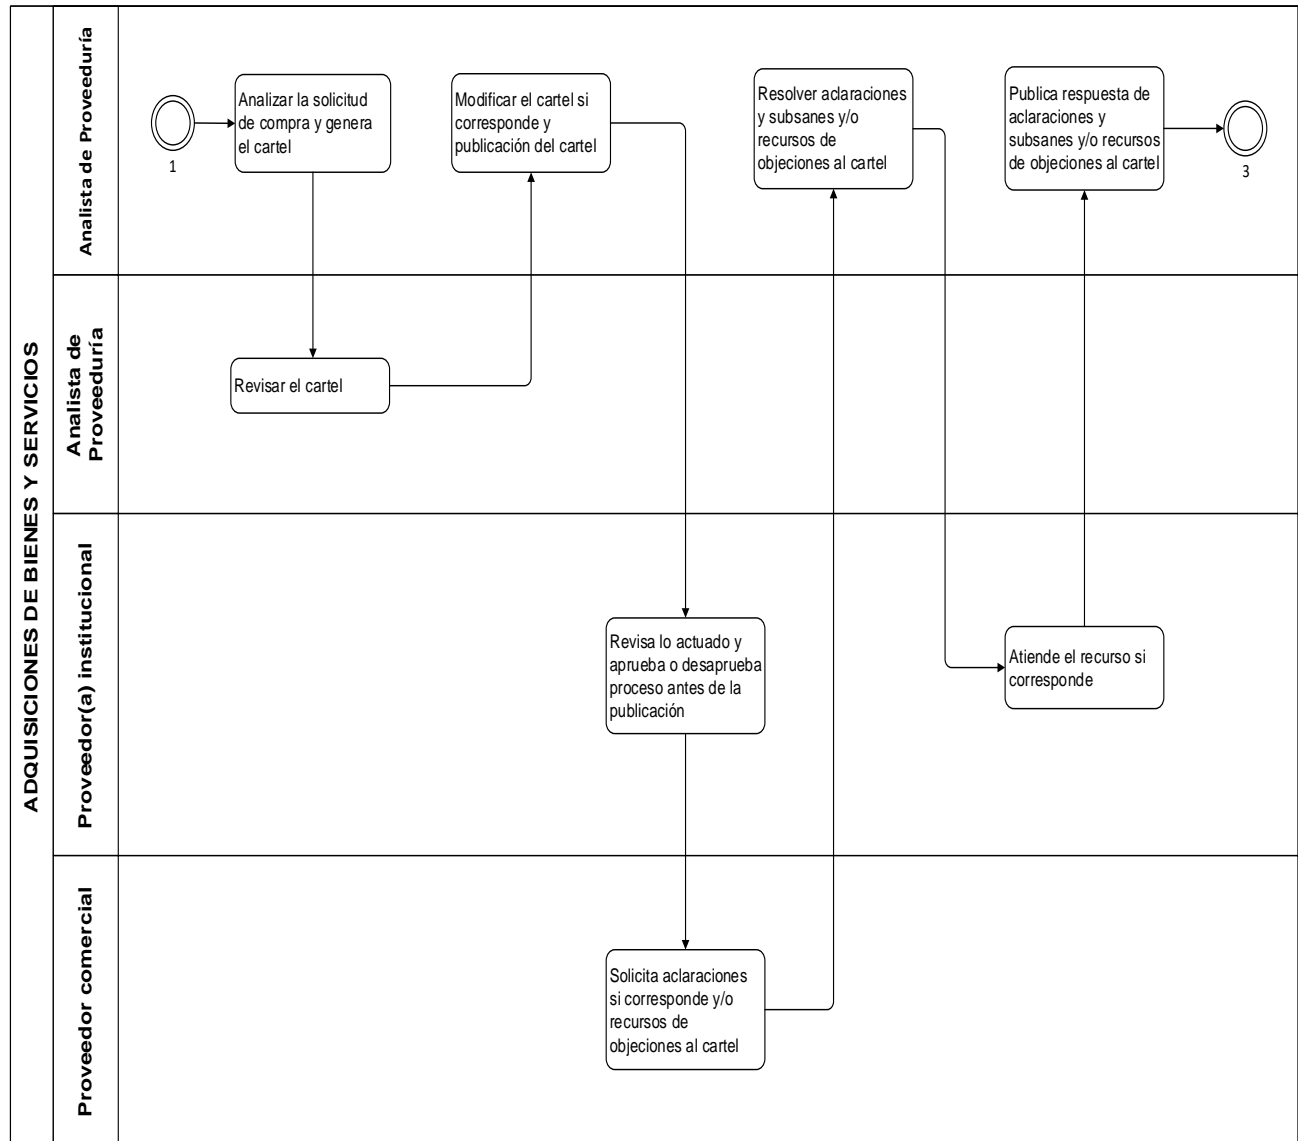 ADQUISICIONES DE BIENES Y SERVICIOS
Analista de Proveeduría
1
Analizar la solicitud
de compra y genera
el cartel
Modificar el cartel si
corresponde y
publicación del cartel
Resolver aclaraciones
y subsanes y/o
recursos de
objeciones al cartel
Publica respuesta de
aclaraciones y
subsanes y/o recursos
de objeciones al cartel
3
Analista de
Proveeduría
Revisar el cartel
Proveedor(a) institucional
Revisa lo actuado y
aprueba o desaprueba
proceso antes de la
publicación
Atiende el recurso si
corresponde
Proveedor comercial
Solicita aclaraciones
si corresponde y/o
recursos de
objeciones al cartel